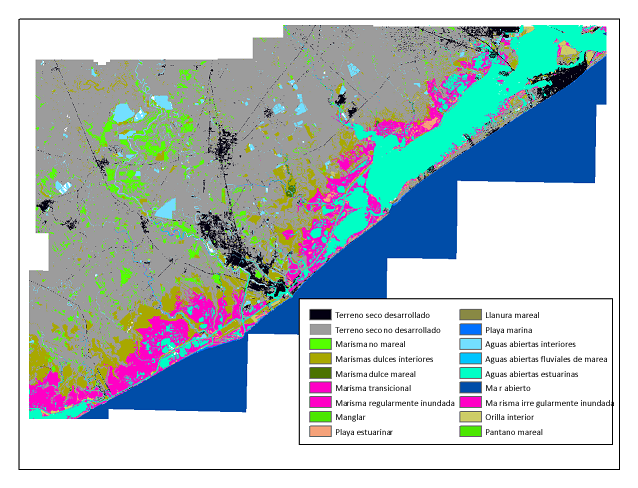 Terreno seco desarrollado
Terreno seco no desarrollado
Marisma no mareal
Marismas dulces interiores
Marisma dulce mareal
Marisma transicional
Marisma regularmente inundada
Manglar
Playa estuarinar
Llanura mareal
Playa marina
Aguas abiertas interiores
Aguas abiertas fluviales de marea
Aguas abiertas estuarinas
Ma r abierto
Ma risma irre gularmente inundada
Orilla interior
Pantano mareal